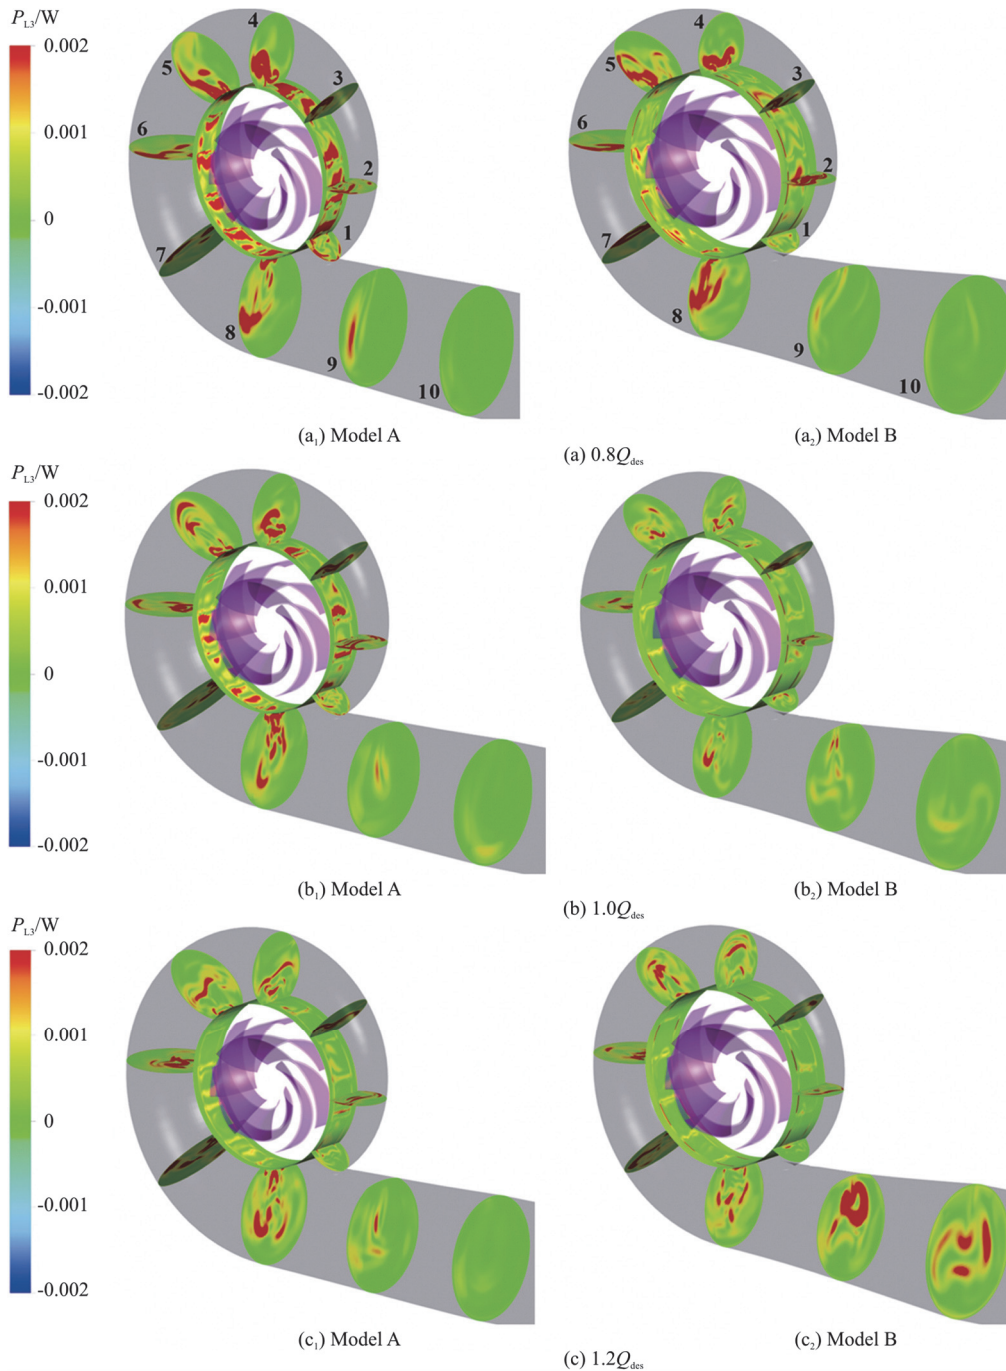 P_L3/W
0.002
0.001
0
-0.001
-0.002
4
5
3
6
2
7
1
8
9
10
4
5
3
6
2
7
1
8
9
10
(a₁) Model A
(a₂) Model B
(a) 0.8Q_des
P_L3/W
0.002
0.001
0
-0.001
-0.002
(b₁) Model A
(b₂) Model B
(b) 1.0Q_des
P_L3/W
0.002
0.001
0
-0.001
-0.002
(c₁) Model A
(c₂) Model B
(c) 1.2Q_des